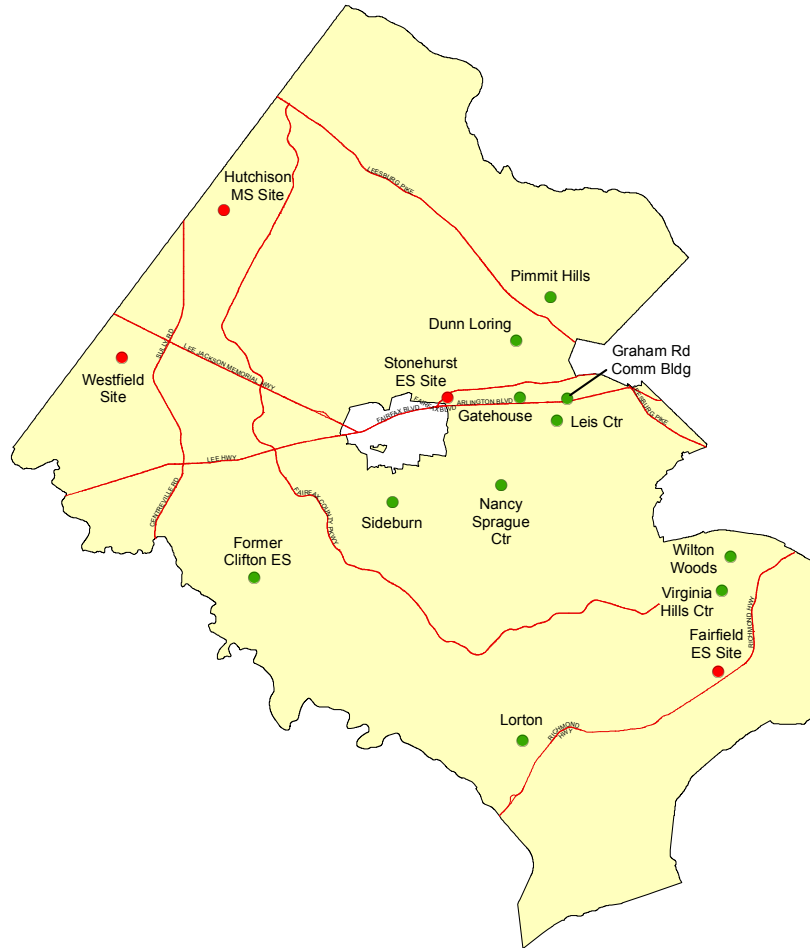 LEESBURG PIKE
Hutchison
MS Site
Pimmit Hills
Dunn Loring
SULLY RD
LEE JACKSON MEMORIAL HWY
Graham Rd
Comm Bldg
Stonehurst
ES Site
Westfield
Site
FAIRFAX BLVD
FAIRFAX BLVD
ARLINGTON BLVD
LEESBURG PIKE
Gatehouse
Leis Ctr
LEE HWY
CENTREVILLE RD
FAIRFAX COUNTY PKWY
Sideburn
Nancy
Sprague
Ctr
Former
Clifton ES
Wilton
Woods
Virginia
Hills Ctr
RICHMOND HWY
Fairfield
ES Site
Lorton
RICHMOND
HWY